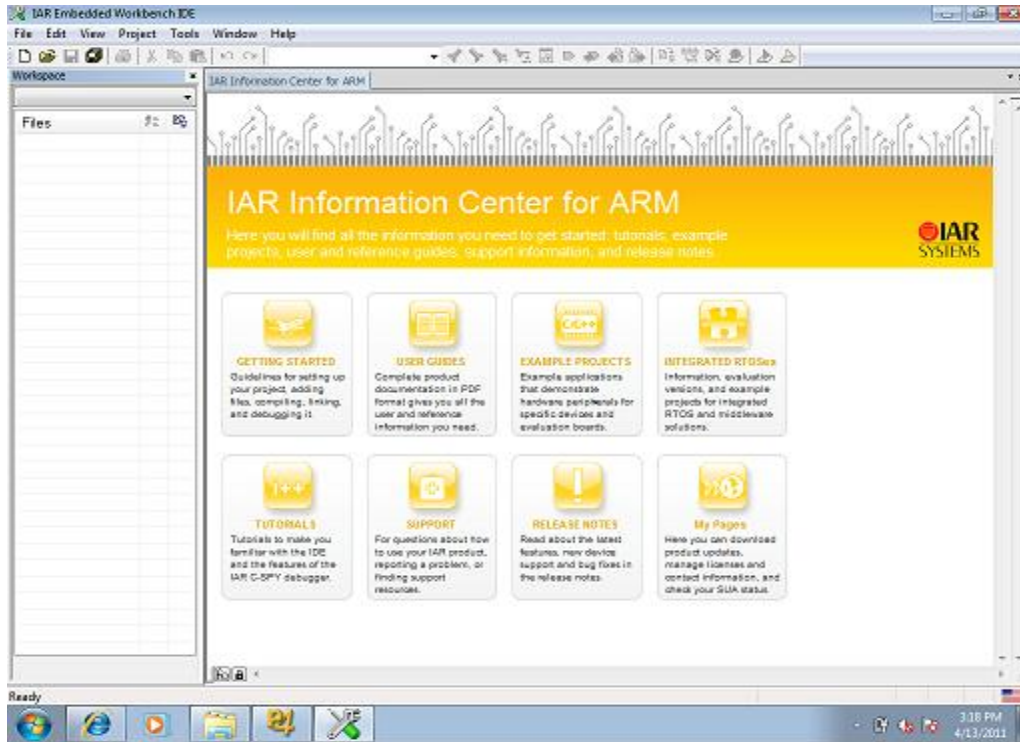 IAR Embedded Workbench IDE
File Edit View Project Tools Window Help
Workspace
IAR Information Center for ARM
Files
IAR Information Center for ARM
Here you will find all the information you need to get started: tutorials, example
projects, user and reference guides, support information, and release notes.
IAR
SYSTEMS
GETTING STARTED
Guidelines for setting up
your project, adding
files, compiling, linking,
and debugging it.
USER GUIDES
Complete product
documentation in PDF
format gives you all the
user and reference
information you need.
C/C++
EXAMPLE PROJECTS
Example applications
that demonstrate
hardware peripherals for
specific devices and
evaluation boards.
INTEGRATED RTOSes
Information, evaluation
versions, and example
projects for integrated
RTOS and middleware
solutions.
i++
TUTORIALS
Tutorials to make you
familiar with the IDE
and the features of the
IAR C-SPY debugger.
SUPPORT
For questions about how
to use your IAR product,
reporting a problem, or
finding support
resources.
RELEASE NOTES
Read about the latest
features, new device
support and bug fixes in
the release notes.
My Pages
Here you can download
product updates,
manage licenses and
contact information, and
check your SUA status.
Ready
3:18 PM
4/13/2011